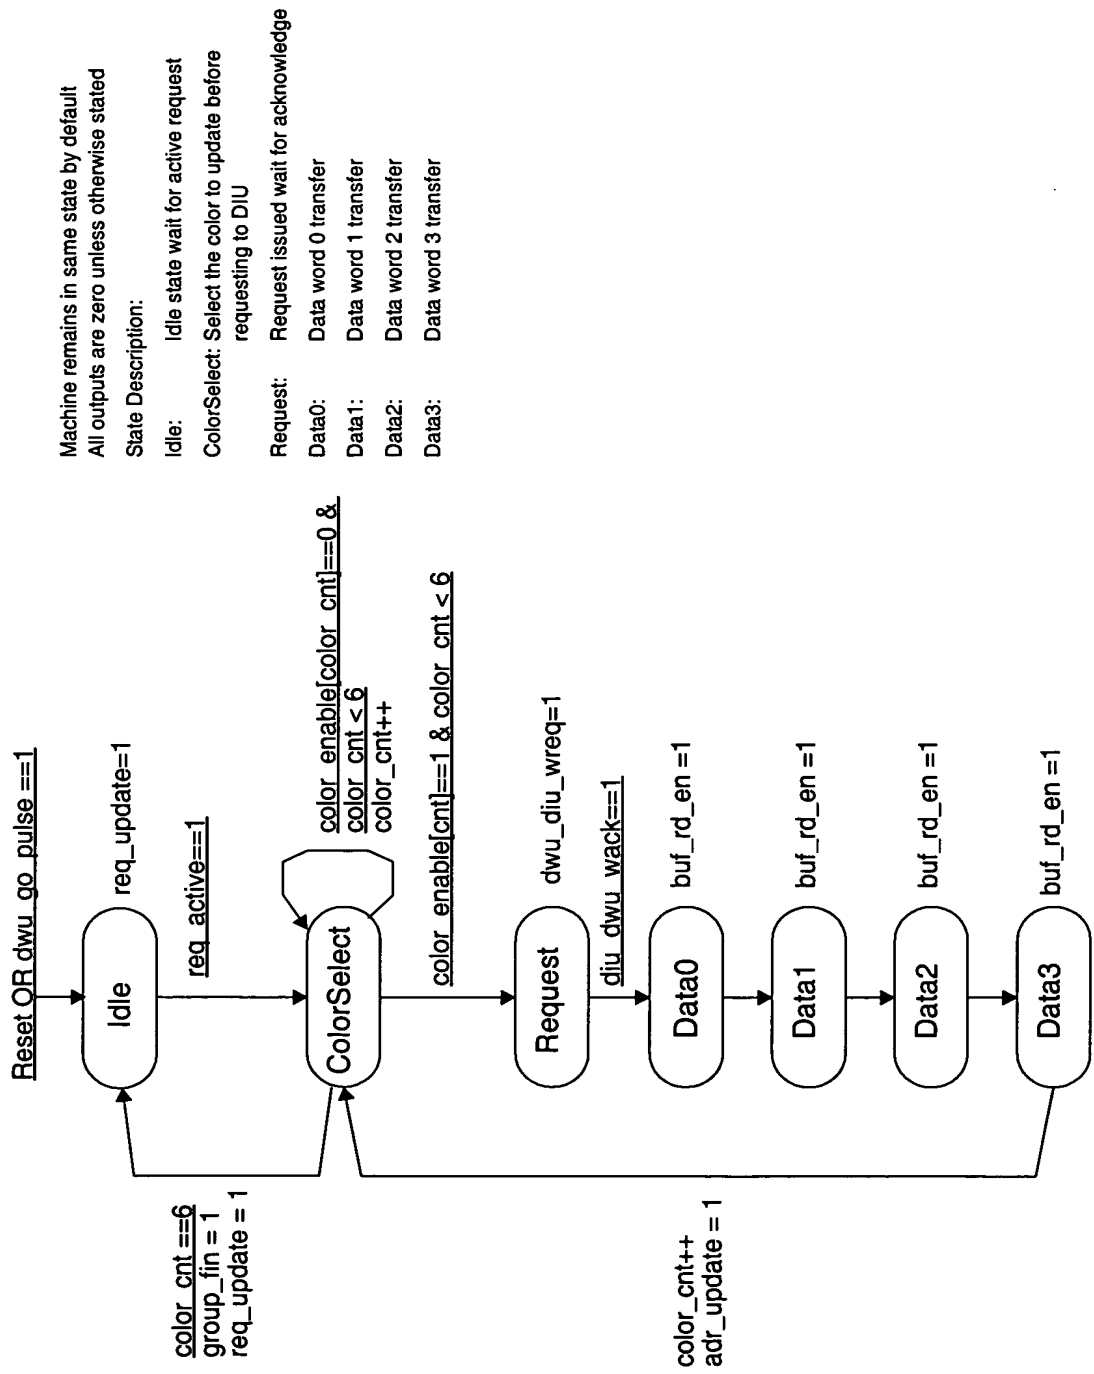 Reset OR dwu_go_pulse ==1
Idle
req_update=1
req_active==1
color_cnt ==6
group_fin = 1
req_update = 1
ColorSelect
color_enable[color_cnt]==0 &
color_cnt < 6
color_cnt++
color_enable[cnt]==1 & color_cnt < 6
Request
dwu_diu_wreq=1
diu_dwu_wack==1
Data0
buf_rd_en =1
Data1
buf_rd_en =1
Data2
buf_rd_en =1
Data3
buf_rd_en =1
color_cnt++
adr_update = 1
Machine remains in same state by default
All outputs are zero unless otherwise stated
State Description:
Idle: Idle state wait for active request
ColorSelect: Select the color to update before
requesting to DIU
Request: Request issued wait for acknowledge
Data0: Data word 0 transfer
Data1: Data word 1 transfer
Data2: Data word 2 transfer
Data3: Data word 3 transfer